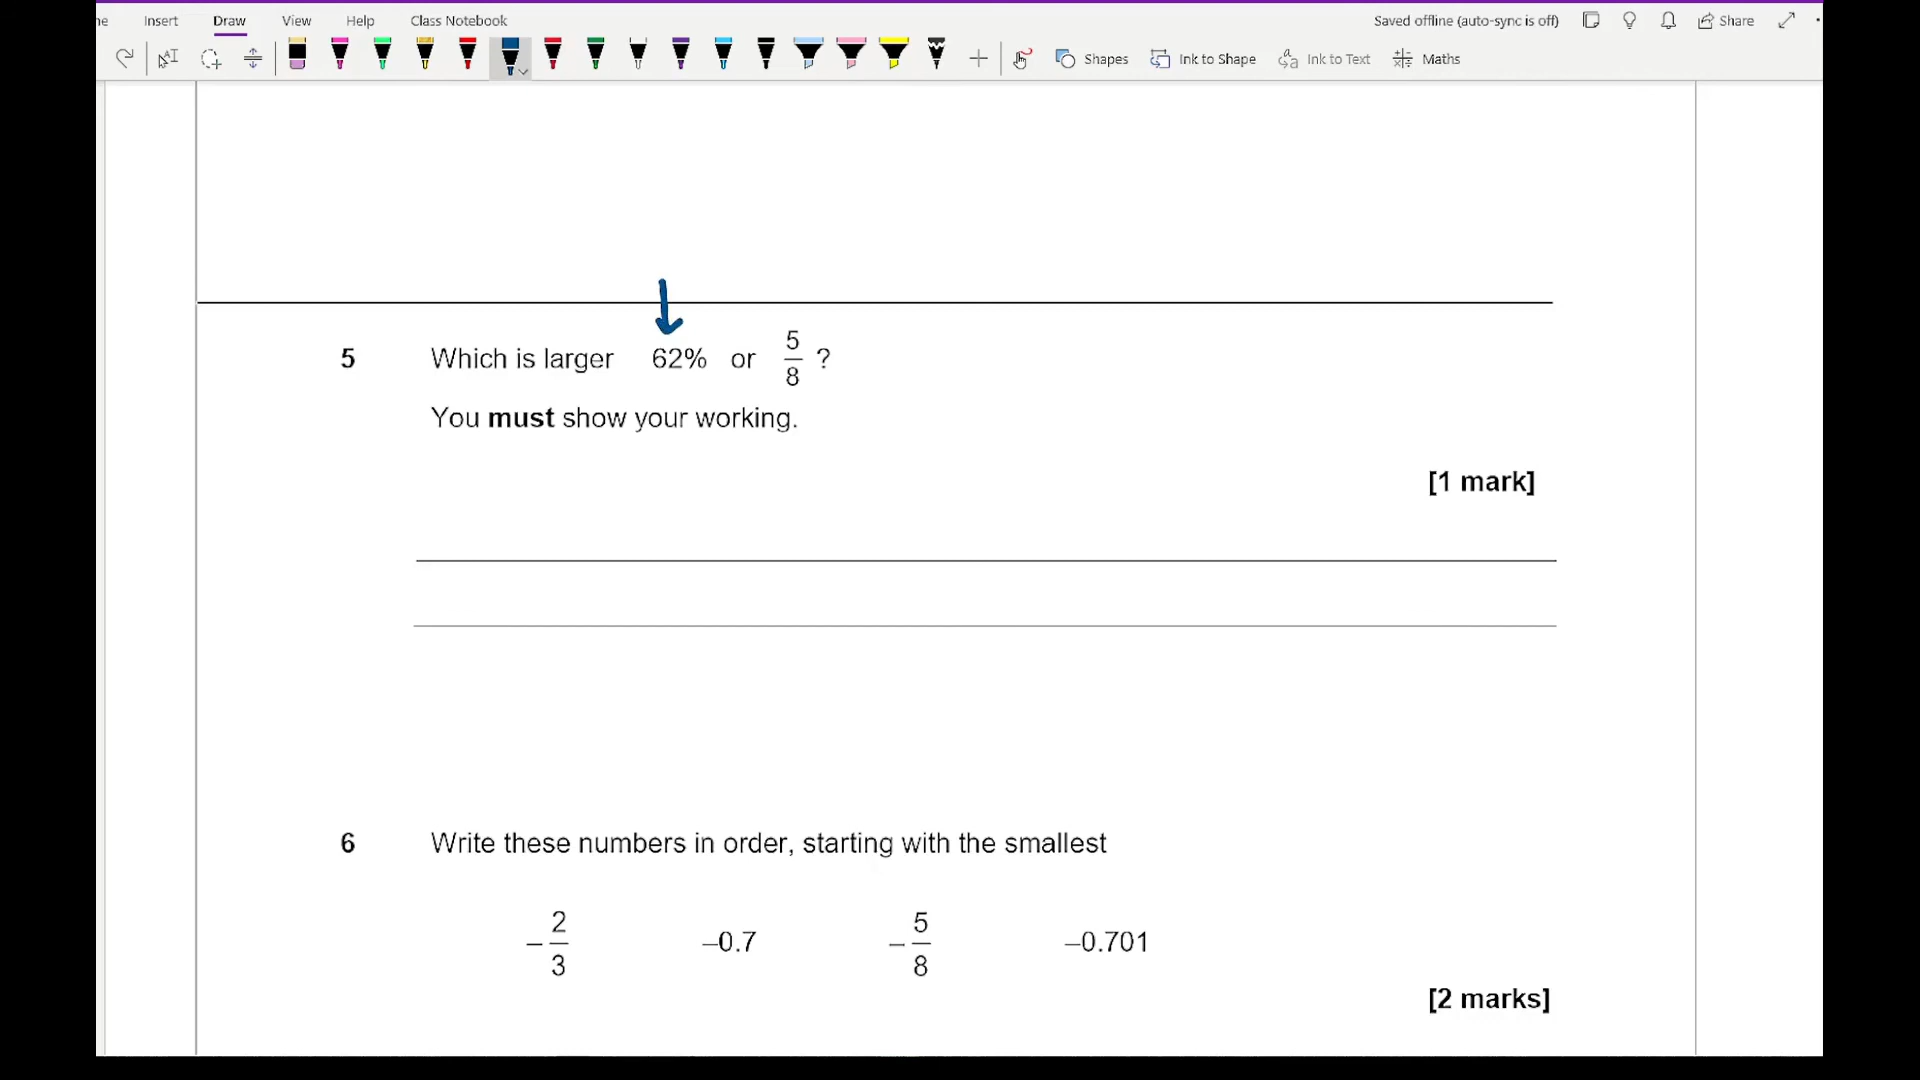 ne Insert Draw View Help Class Notebook Saved offline (auto-sync is off) Share
Shapes Ink to Shape Ink to Text Maths
5 Which is larger 62% or 5/8 ?
You must show your working.
[1 mark]
6 Write these numbers in order, starting with the smallest
–2/3 –0.7 –5/8 –0.701
[2 marks]